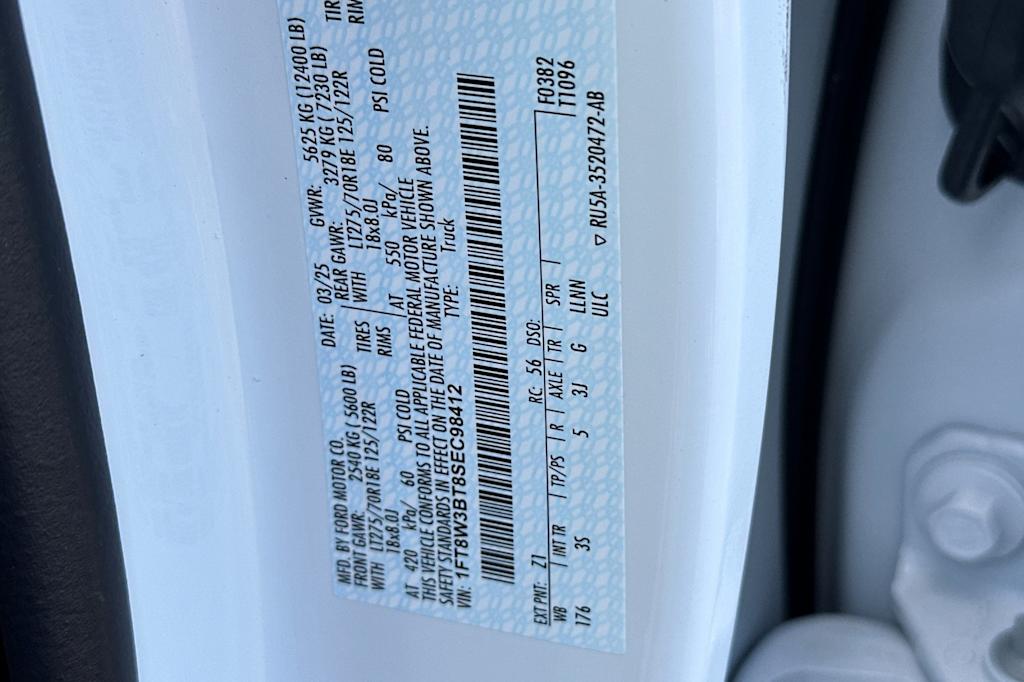 MFD. BY FORD MOTOR CO.
DATE: 03/25 GVWR: 5625 KG (12400 LB)
FRONT GAWR: 2540 KG ( 5600 LB)
REAR GAWR: 3279 KG ( 7230 LB)
WITH LT275/70R18E 125/122R TIRES
WITH LT275/70R18E 125/122R TIR
18x8.0J RIMS
18x8.0J RIM
AT 420 kPa/ 60 PSI COLD
AT 550 kPa/ 80 PSI COLD
THIS VEHICLE CONFORMS TO ALL APPLICABLE FEDERAL MOTOR VEHICLE
SAFETY STANDARDS IN EFFECT ON THE DATE OF MANUFACTURE SHOWN ABOVE.
VIN: 1FT8W3BT8SEC98412 TYPE: Truck
EXT PNT: Z1 RC: 56 DSO: F0382
WB INT TR TP/PS R AXLE TR SPR T1096
176 3S 5 3J G LLNN
ULC ▽ RU5A-3520472-AB